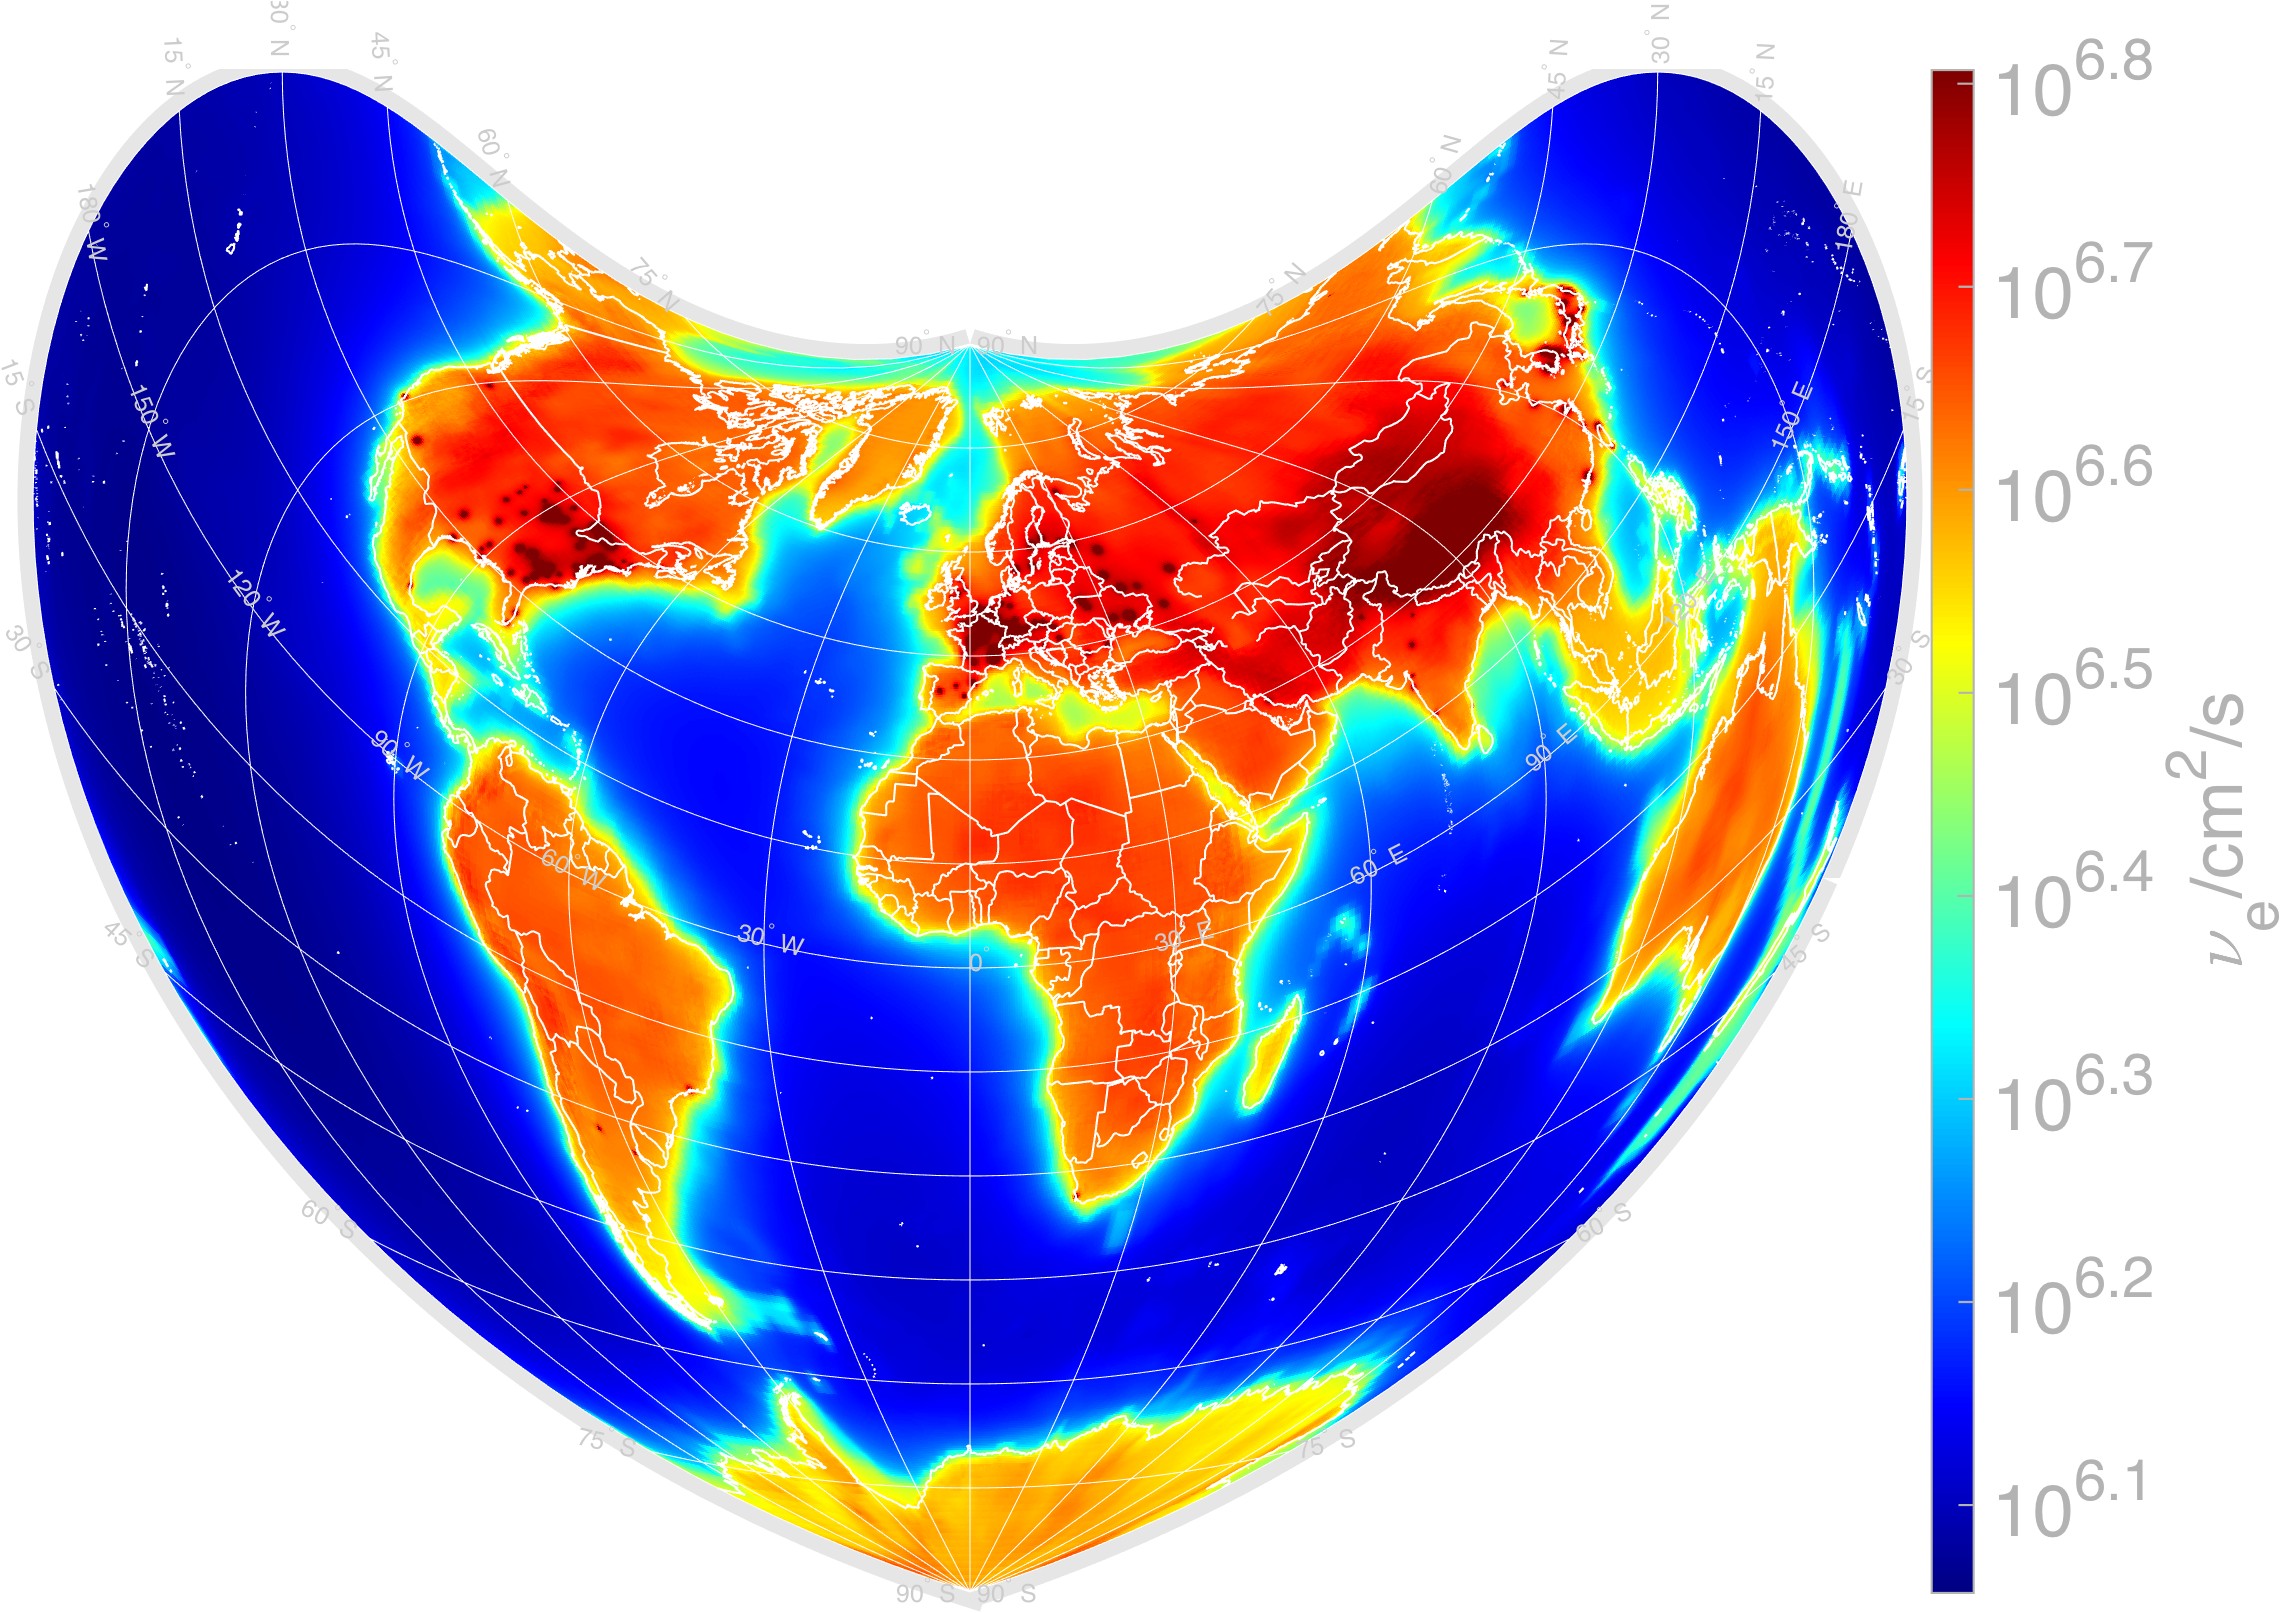 15° N
30° N
45° N
60° N
75° N
90° N
90° N
75° N
60° N
45° N
30° N
15° N
180° W
180° E
15° S
150° W
150° E
15° S
120° W
120° E
30° S
30° S
90° W
90° E
60° W
60° E
30° W
0
30° E
45° S
45° S
60° S
60° S
75° S
75° S
90° S
90° S
10^6.8
10^6.7
10^6.6
10^6.5
10^6.4
10^6.3
10^6.2
10^6.1
νₑ/cm²/s